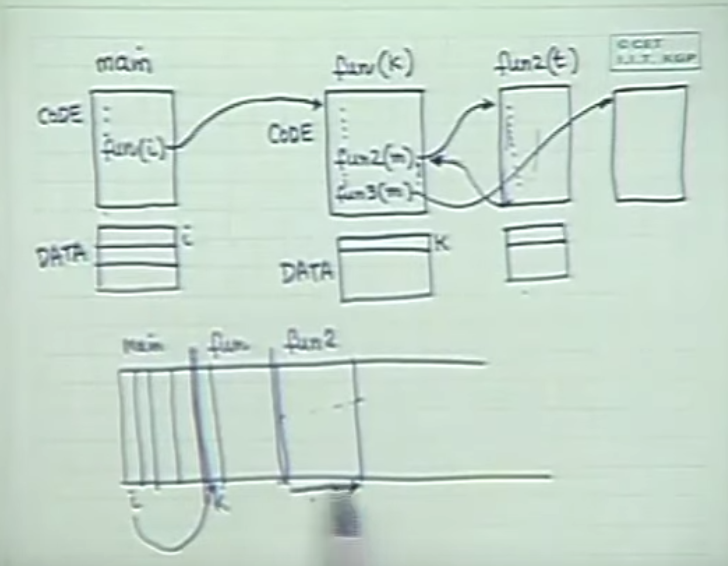 main
fun(k)
fun2(t)
© CET
I.I.T. KGP
CODE
fun(i)
CODE
fun2(m)
fun3(m)
DATA
i
DATA
k
main
fun
fun2
i
k